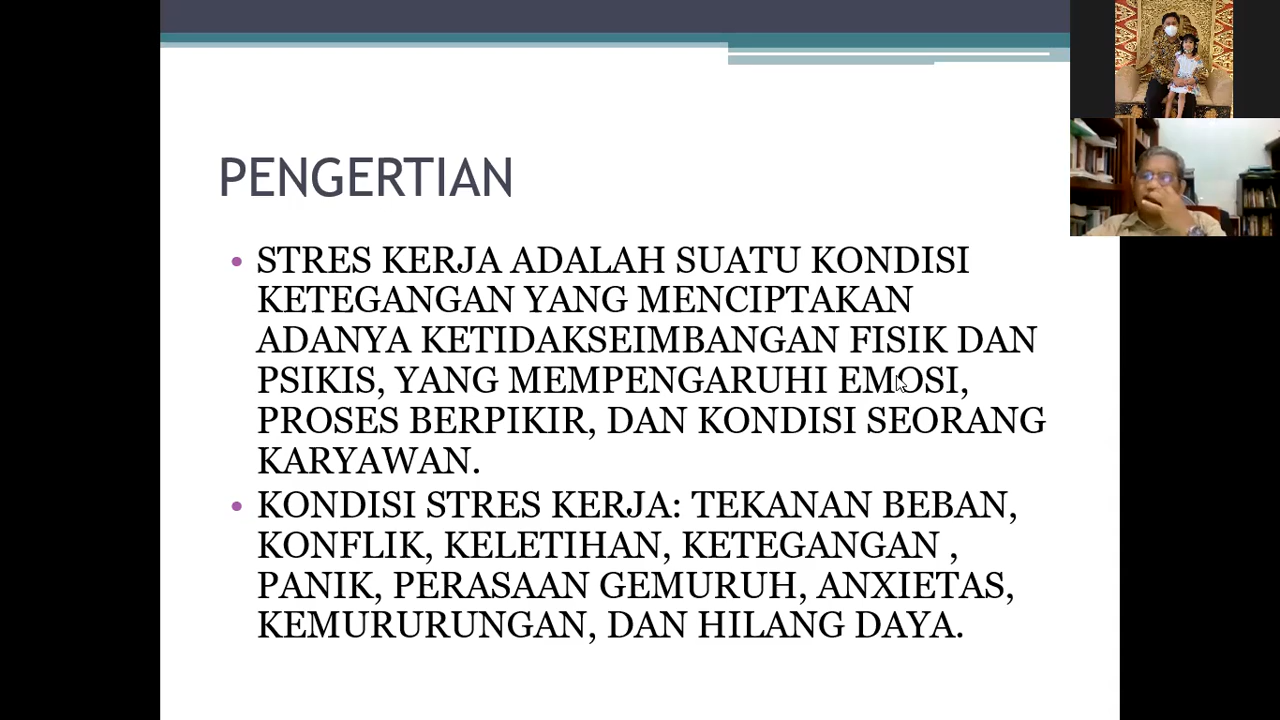 PENGERTIAN
• STRES KERJA ADALAH SUATU KONDISI
KETEGANGAN YANG MENCIPTAKAN
ADANYA KETIDAKSEIMBANGAN FISIK DAN
PSIKIS, YANG MEMPENGARUHI EMOSI,
PROSES BERPIKIR, DAN KONDISI SEORANG
KARYAWAN.
• KONDISI STRES KERJA: TEKANAN BEBAN,
KONFLIK, KELETIHAN, KETEGANGAN ,
PANIK, PERASAAN GEMURUH, ANXIETAS,
KEMURURUNGAN, DAN HILANG DAYA.